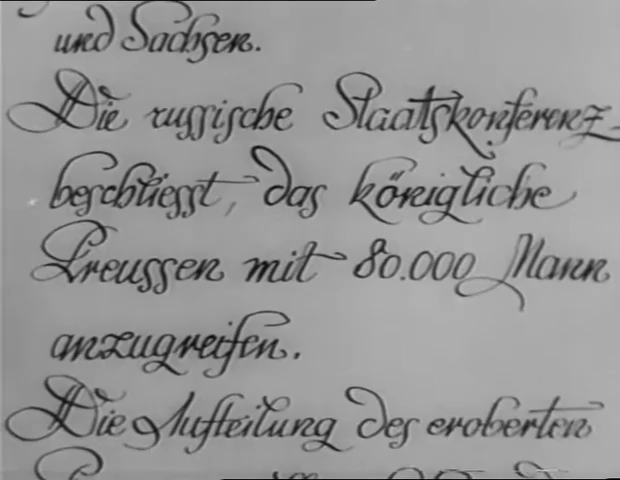 und Sachsen.
Die russische Staatskonferenz
beschliesst, das königliche
Preussen mit 80.000 Mann
anzugreifen.
Die Aufteilung des eroberten